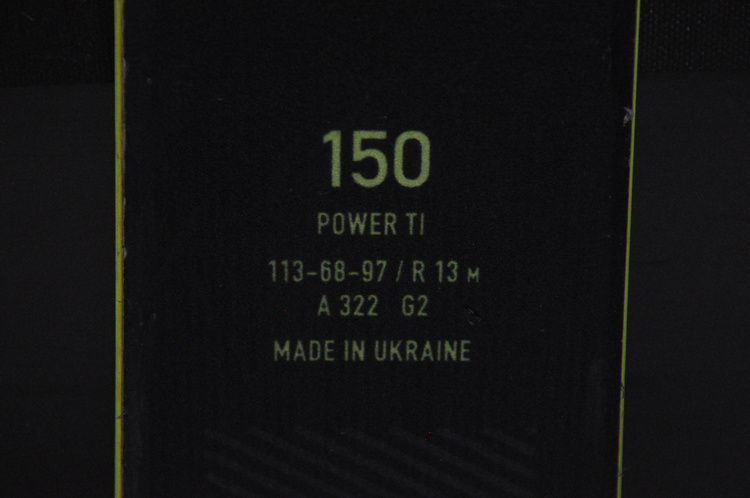 150
POWER TI
113-68-97 / R 13 M
A 322 G2
MADE IN UKRAINE